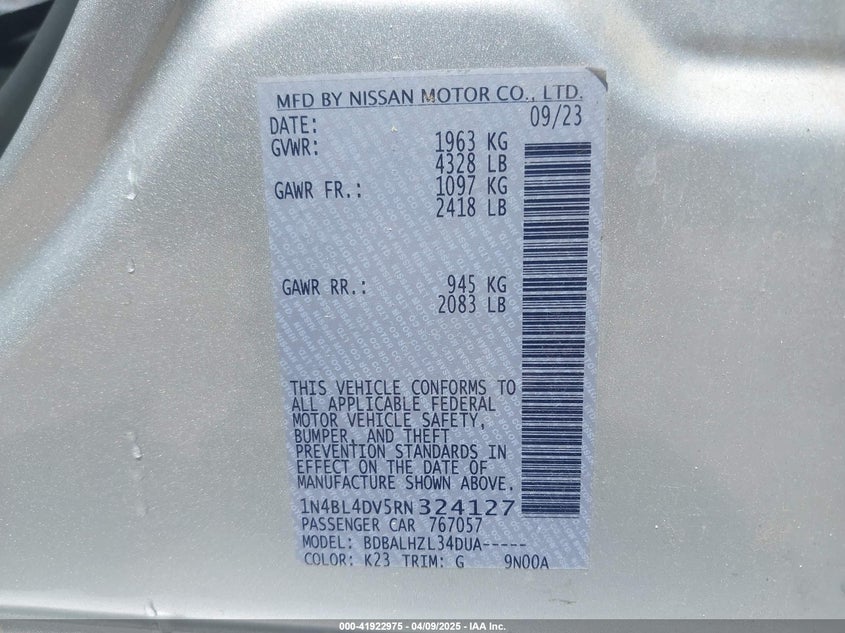 MFD BY NISSAN MOTOR CO., LTD.
DATE: 09/23
GVWR: 1963 KG
4328 LB
GAWR FR.: 1097 KG
2418 LB
GAWR RR.: 945 KG
2083 LB
THIS VEHICLE CONFORMS TO
ALL APPLICABLE FEDERAL
MOTOR VEHICLE SAFETY,
BUMPER, AND THEFT
PREVENTION STANDARDS IN
EFFECT ON THE DATE OF
MANUFACTURE SHOWN ABOVE.
1N4BL4DV5RN324127
PASSENGER CAR 767057
MODEL: BDBALHZL34DUA-----
COLOR: K23 TRIM: G 9N00A
000-41922975 | 04/09/2025 | IAA Inc.